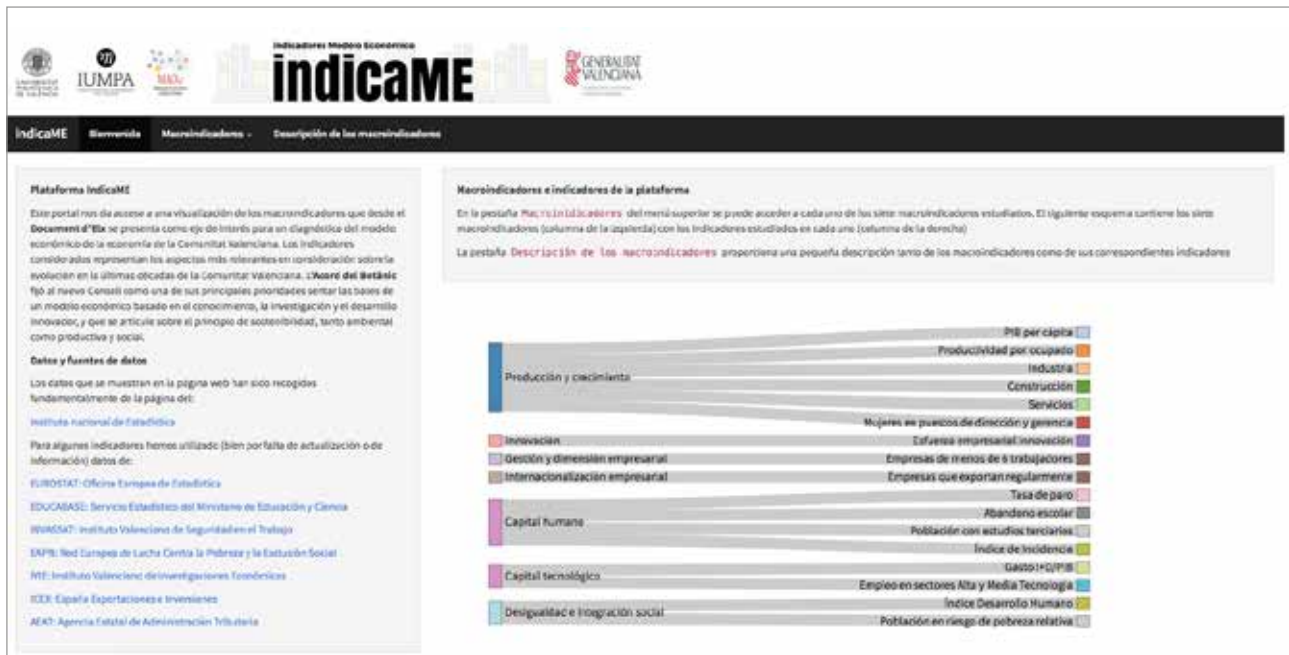 UNIVERSITAT
POLITÈCNICA
DE VALÈNCIA
IUMPA
Indicadores Modelo Económico
indicaME
GENERALITAT
VALENCIANA
indicaME Bienvenida Macroindicadores Descripción de los macroindicadores
Plataforma IndicaME
Este portal nos da acceso a una visualización de los macroindicadores que desde el
Document d'Elx se presenta como eje de interés para un diagnóstico del modelo
económico de la economía de la Comunitat Valenciana. Los indicadores
considerados representan los aspectos más relevantes en consideración sobre la
evolución en la últimas décadas de la Comunitat Valenciana. L'Acord del Botànic
fijó al nuevo Consell como una de sus principales prioridades sentar las bases de
un modelo económico basado en el conocimiento, la investigación y el desarrollo
innovador, y que se articule sobre el principio de sostenibilidad, tanto ambiental
como productiva y social.
Datos y fuentes de datos
Los datos que se muestran en la página web han sido recogidos
fundamentalmente de la página del:
Instituto nacional de Estadística
Para algunos indicadores hemos utilizado (bien por falta de actualización o de
información) datos de:
EUROSTAT: Oficina Europea de Estadística
EDUCABASE: Servicio Estadístico del Ministerio de Educación y Ciencia
INVASSAT: Instituto Valenciano de Seguridad en el Trabajo
EAPN: Red Europea de Lucha Contra la Pobreza y la Exclusión Social
IVIE: Instituto Valenciano de Investigaciones Económicas
ICEX: España Exportaciones e Inversiones
AEAT: Agencia Estatal de Administración Tributaria
Macroindicadores e indicadores de la plataforma
En la pestaña Macroinidicadores del menú superior se puede acceder a cada uno de los siete macroindicadores estudiados. El siguiente esquema contiene los siete
macroindicadores (columna de la izquierda) con los indicadores estudiados en cada uno (columna de la derecha)
La pestaña Descripción de los macroindicadores proporciona una pequeña descripción tanto de los macroindicadores como de sus correspondientes indicadores
Producción y crecimiento
Innovación
Gestión y dimensión empresarial
Internacionalización empresarial
Capital humano
Capital tecnológico
Desigualdad e integración social
PIB per cápita
Productividad por ocupado
Industria
Construcción
Servicios
Mujeres en puestos de dirección y gerencia
Esfuerzo empresarial innovación
Empresas de menos de 6 trabajadores
Empresas que exportan regularmente
Tasa de paro
Abandono escolar
Población con estudios terciarios
Índice de Incidencia
Gasto I+D/PIB
Empleo en sectores Alta y Media Tecnología
Índice Desarrollo Humano
Población en riesgo de pobreza relativa